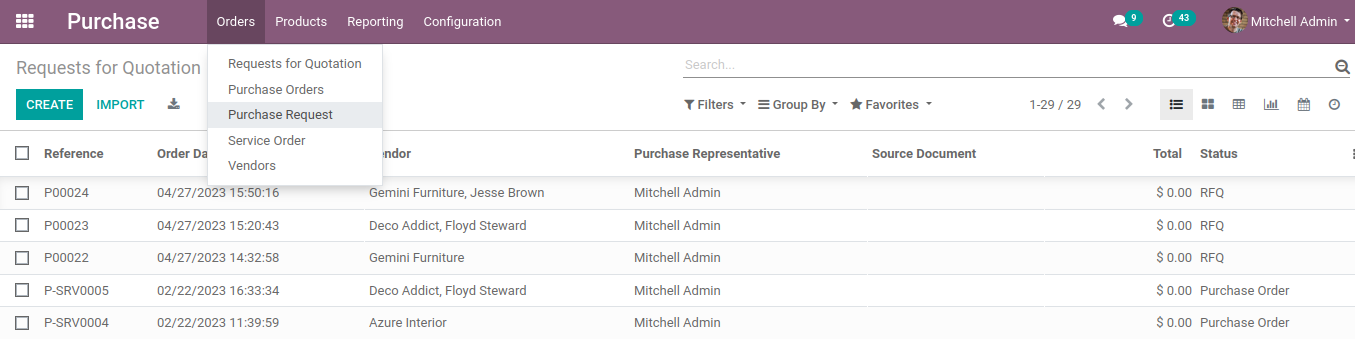 Purchase Orders Products Reporting Configuration 9 43 Mitchell Admin
Requests for Quotation
Search...
CREATE IMPORT
Filters Group By Favorites 1-29 / 29
Requests for Quotation
Purchase Orders
Purchase Request
Service Order
Vendors
Reference Order Da endor Purchase Representative Source Document Total Status
P00024 04/27/2023 15:50:16 Gemini Furniture, Jesse Brown Mitchell Admin $ 0.00 RFQ
P00023 04/27/2023 15:20:43 Deco Addict, Floyd Steward Mitchell Admin $ 0.00 RFQ
P00022 04/27/2023 14:32:58 Gemini Furniture Mitchell Admin $ 0.00 RFQ
P-SRV0005 02/22/2023 16:33:34 Deco Addict, Floyd Steward Mitchell Admin $ 0.00 Purchase Order
P-SRV0004 02/22/2023 11:39:59 Azure Interior Mitchell Admin $ 0.00 Purchase Order